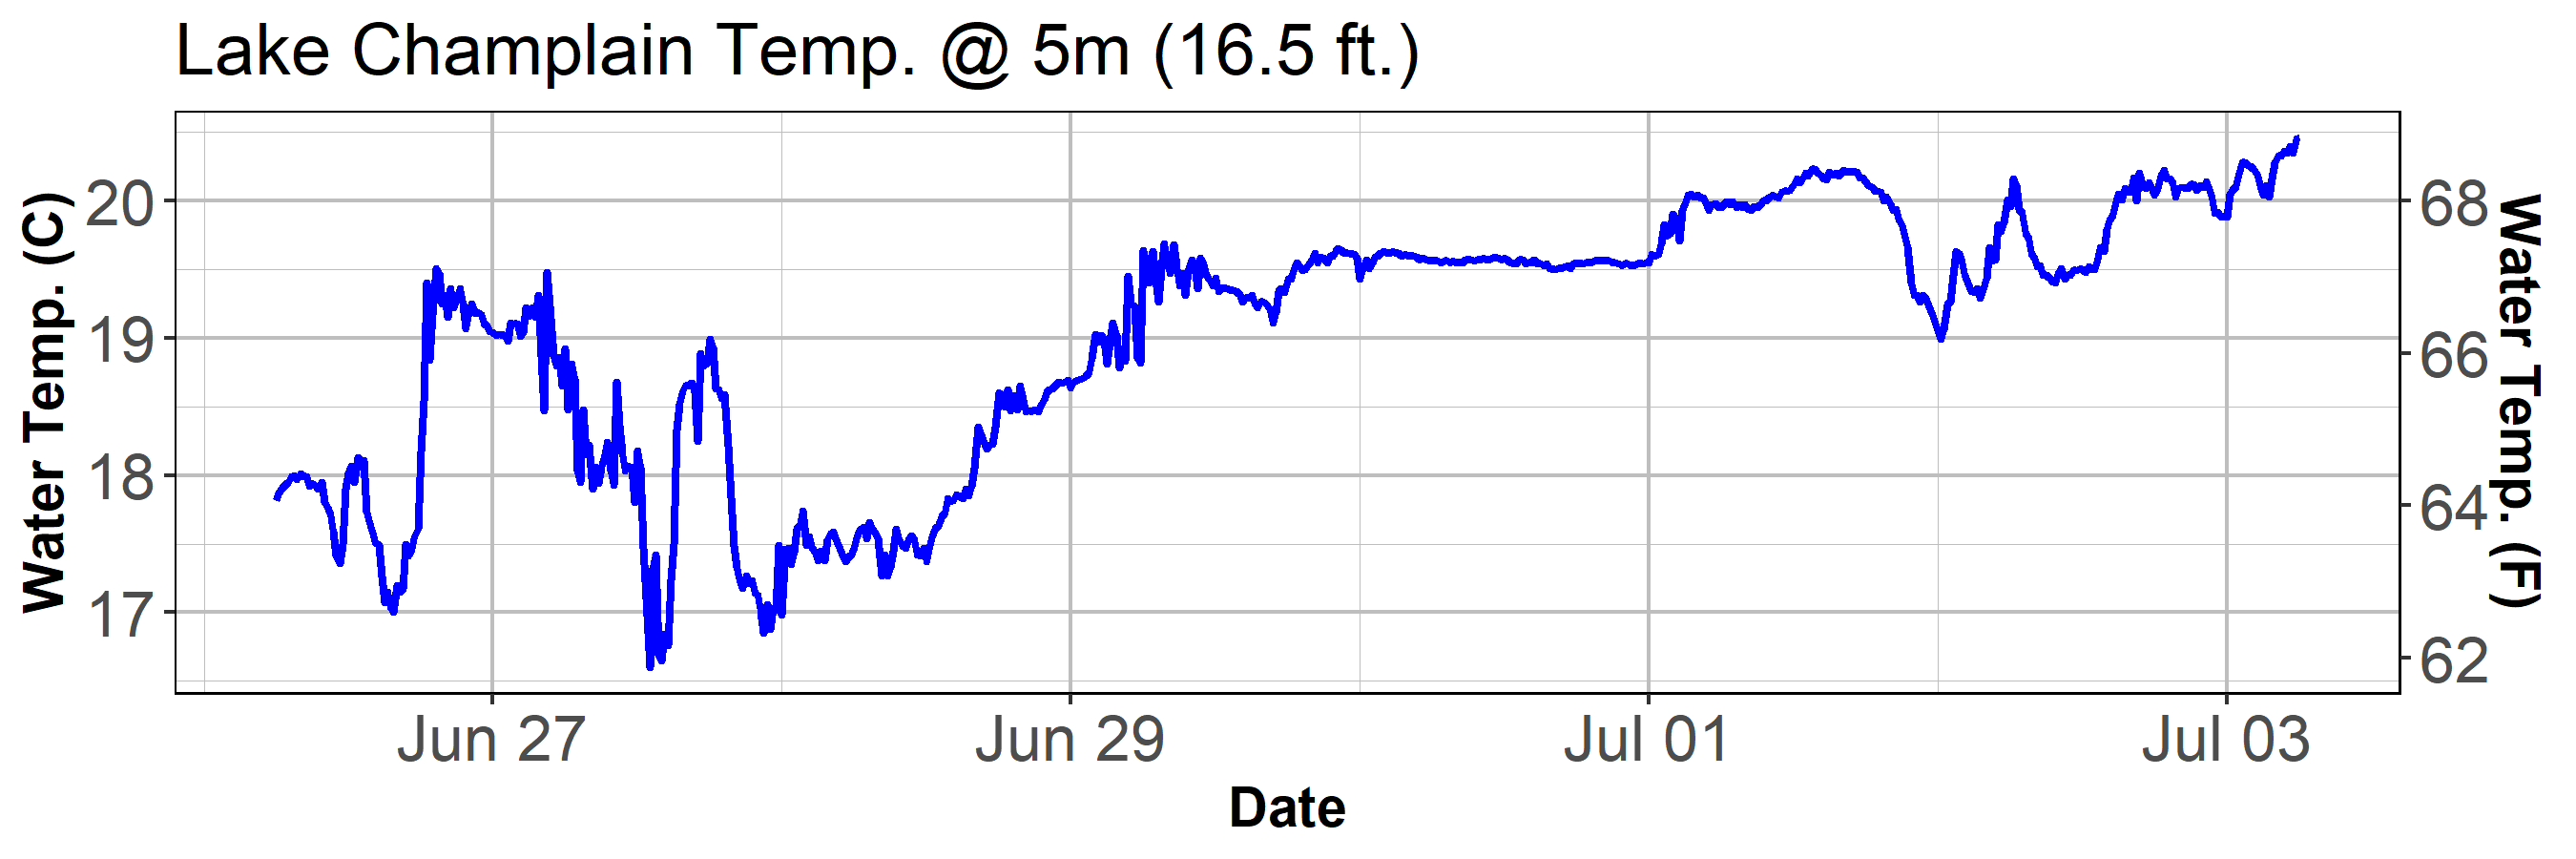 Lake Champlain Temp. @ 5m (16.5 ft.)
Water Temp. (C)
20
19
18
17
68
66
64
62
Water Temp. (F)
Jun 27
Jun 29
Jul 01
Jul 03
Date